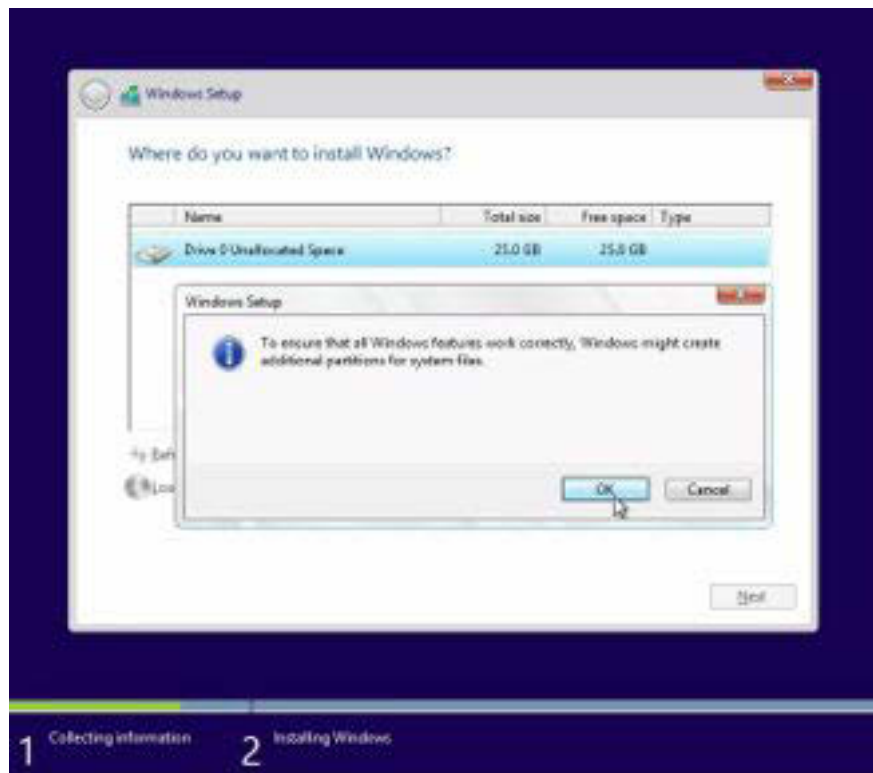 Windows Setup
Where do you want to install Windows?
Name Total size Free space Type
Drive 0 Unallocated Space 25.0 GB 25.0 GB
Windows Setup
To ensure that all Windows features work correctly, Windows might create
additional partitions for system files.
OK Cancel
Next
1 Collecting information 2 Installing Windows